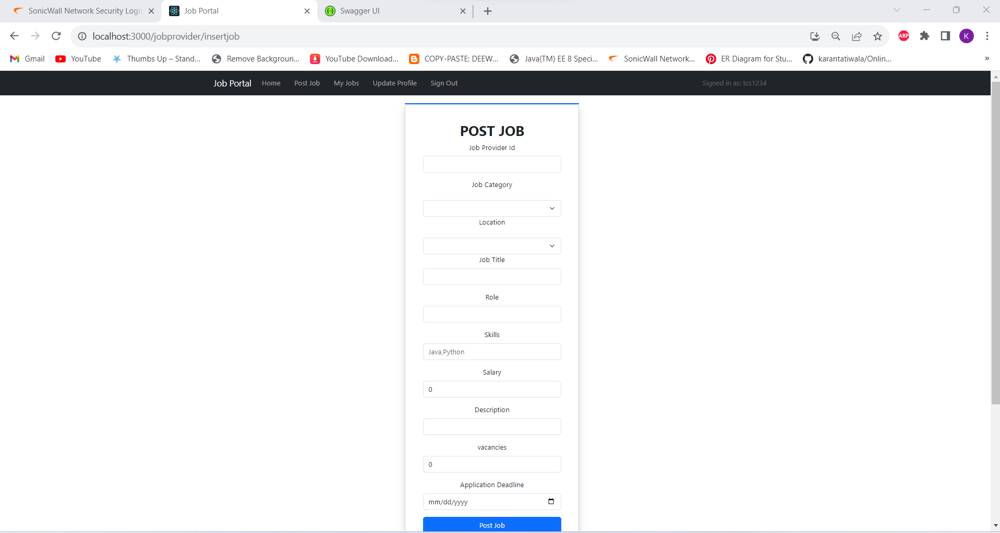 SonicWall Network Security Login
Job Portal
Swagger UI
localhost:3000/jobprovider/insertjob
ABP
K
Gmail
YouTube
Thumbs Up – Stand...
Remove Backgroun...
YouTube Download...
COPY-PASTE: DEEW...
Java(TM) EE 8 Speci...
SonicWall Network...
ER Diagram for Stu...
karantatiwala/Onlin...
»
Job Portal Home Post Job My Jobs Update Profile Sign Out Signed in as: tcs1234
POST JOB
Job Provider Id
Job Category
Location
Job Title
Role
Skills
Java,Python
Salary
0
Description
vacancies
0
Application Deadline
mm/dd/yyyy
Post Job